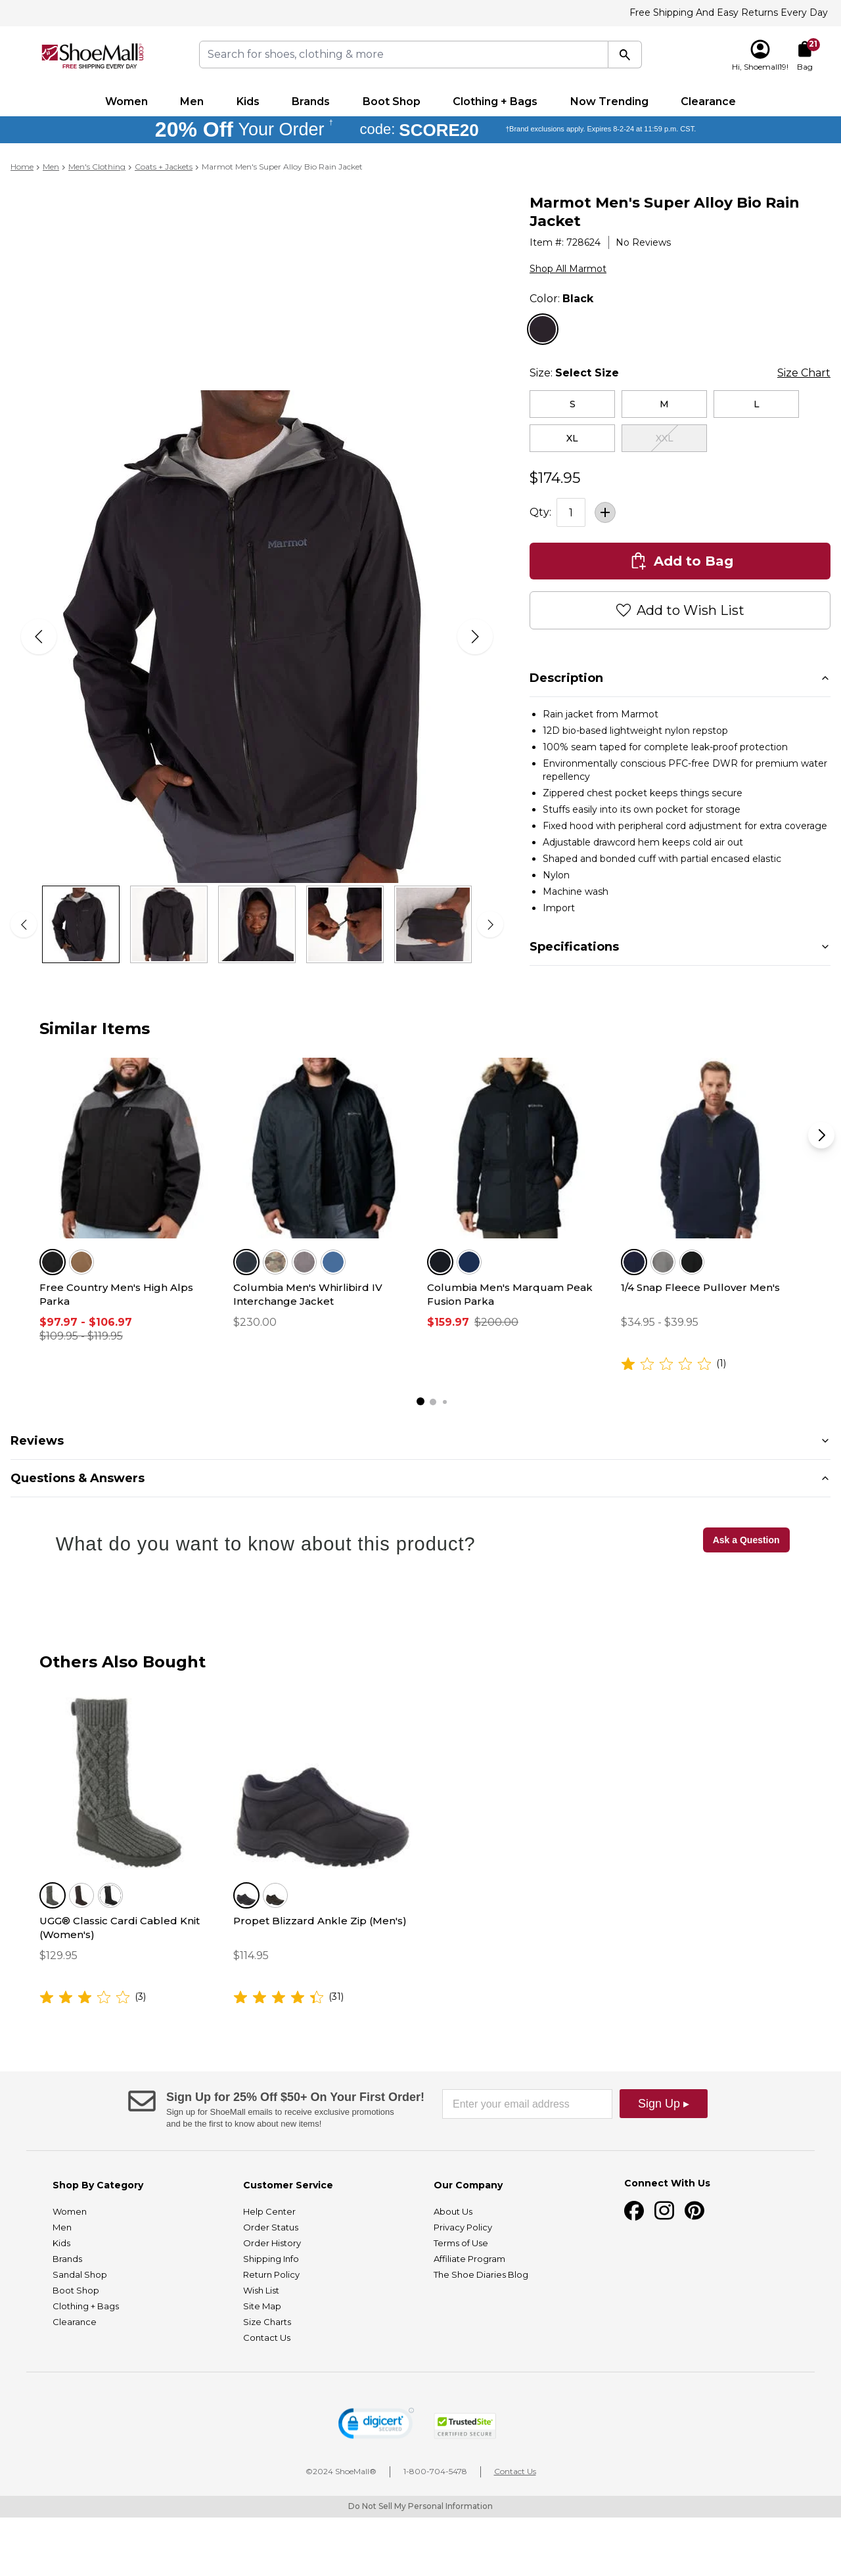 Free Shipping And Easy Returns Every Day
ShoeMall
FREE SHIPPING EVERY DAY
Search for shoes, clothing & more
Hi, Shoemall19!
21
Bag
Women Men Kids Brands Boot Shop Clothing + Bags Now Trending Clearance
20% Off Your Order † code: SCORE20 †Brand exclusions apply. Expires 8-2-24 at 11:59 p.m. CST.
Home › Men › Men's Clothing › Coats + Jackets › Marmot Men's Super Alloy Bio Rain Jacket
Marmot
Marmot Men's Super Alloy Bio Rain
Jacket
Item #: 728624 | No Reviews
Shop All Marmot
Color: Black
Size: Select Size Size Chart
S M L
XL XXL
$174.95
Qty: 1 +
Add to Bag
Add to Wish List
Description
• Rain jacket from Marmot
• 12D bio-based lightweight nylon repstop
• 100% seam taped for complete leak-proof protection
• Environmentally conscious PFC-free DWR for premium water
repellency
• Zippered chest pocket keeps things secure
• Stuffs easily into its own pocket for storage
• Fixed hood with peripheral cord adjustment for extra coverage
• Adjustable drawcord hem keeps cold air out
• Shaped and bonded cuff with partial encased elastic
• Nylon
• Machine wash
• Import
Specifications
Similar Items
Free Country Men's High Alps
Parka
$97.97 - $106.97
$109.95 - $119.95
Columbia Men's Whirlibird IV
Interchange Jacket
$230.00
Columbia Men's Marquam Peak
Fusion Parka
$159.97 $200.00
1/4 Snap Fleece Pullover Men's
$34.95 - $39.95
(1)
Reviews
Questions & Answers
What do you want to know about this product?
Ask a Question
Others Also Bought
UGG® Classic Cardi Cabled Knit
(Women's)
$129.95
(3)
Propet Blizzard Ankle Zip (Men's)
$114.95
(31)
Sign Up for 25% Off $50+ On Your First Order!
Sign up for ShoeMall emails to receive exclusive promotions
and be the first to know about new items!
Enter your email address
Sign Up ▸
Shop By Category
Women
Men
Kids
Brands
Sandal Shop
Boot Shop
Clothing + Bags
Clearance
Customer Service
Help Center
Order Status
Order History
Shipping Info
Return Policy
Wish List
Site Map
Size Charts
Contact Us
Our Company
About Us
Privacy Policy
Terms of Use
Affiliate Program
The Shoe Diaries Blog
Connect With Us
digicert
SECURED
TrustedSite
CERTIFIED SECURE
©2024 ShoeMall® | 1-800-704-5478 | Contact Us
Do Not Sell My Personal Information